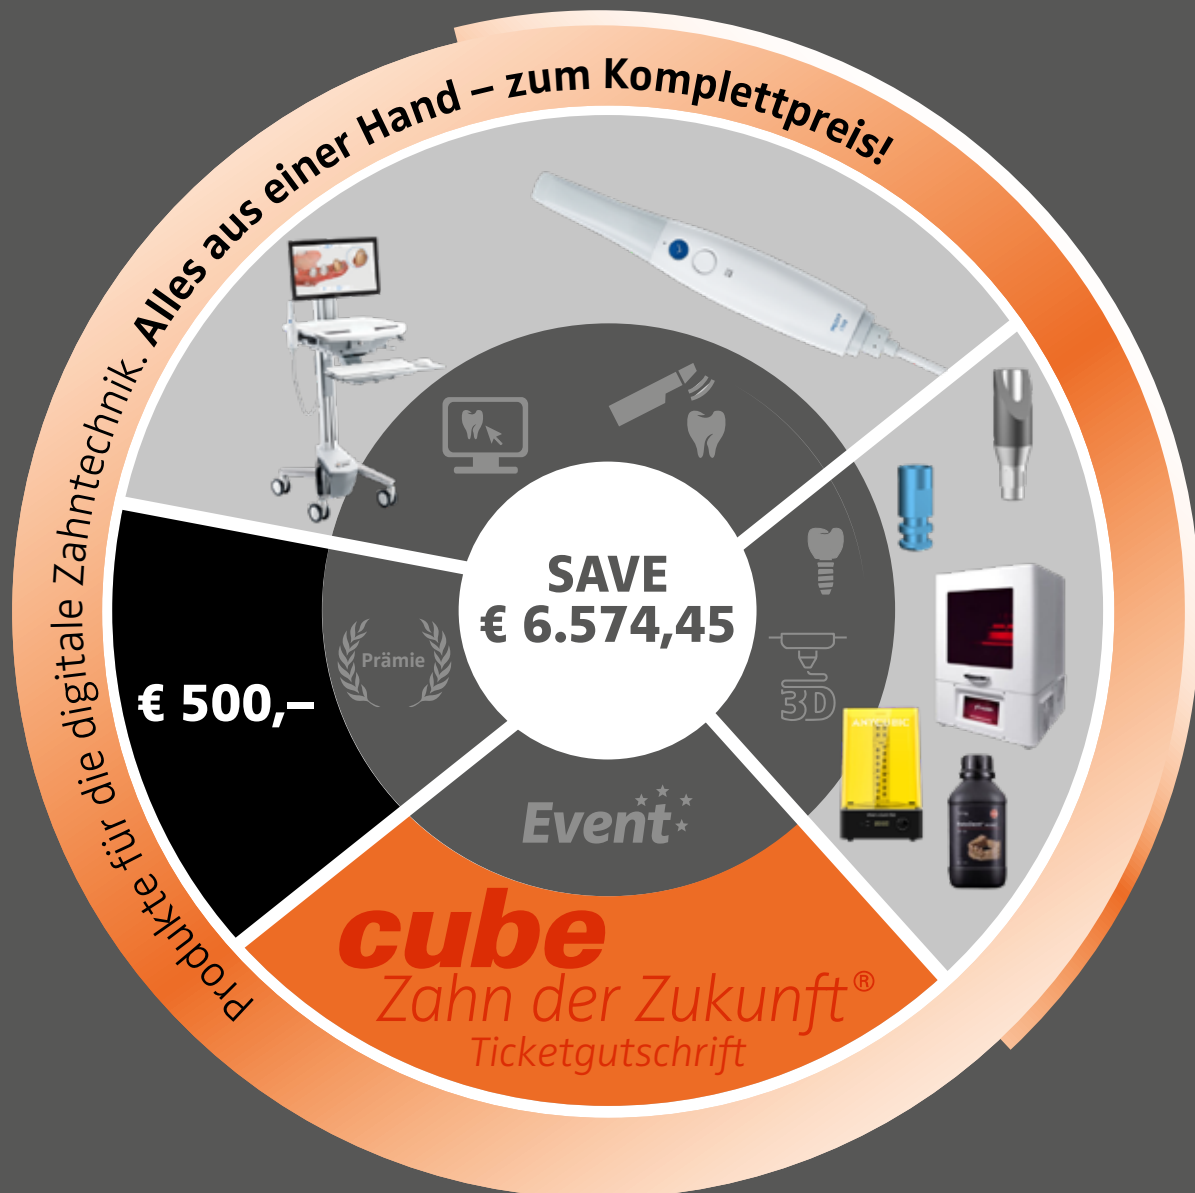 Produkte für die digitale Zahntechnik. Alles aus einer Hand – zum Komplettpreis!
SAVE
€ 6.574,45
Prämie
€ 500,–
3D
ANYCUBIC
Event
cube
Zahn der Zukunft®
Ticketgutschrift